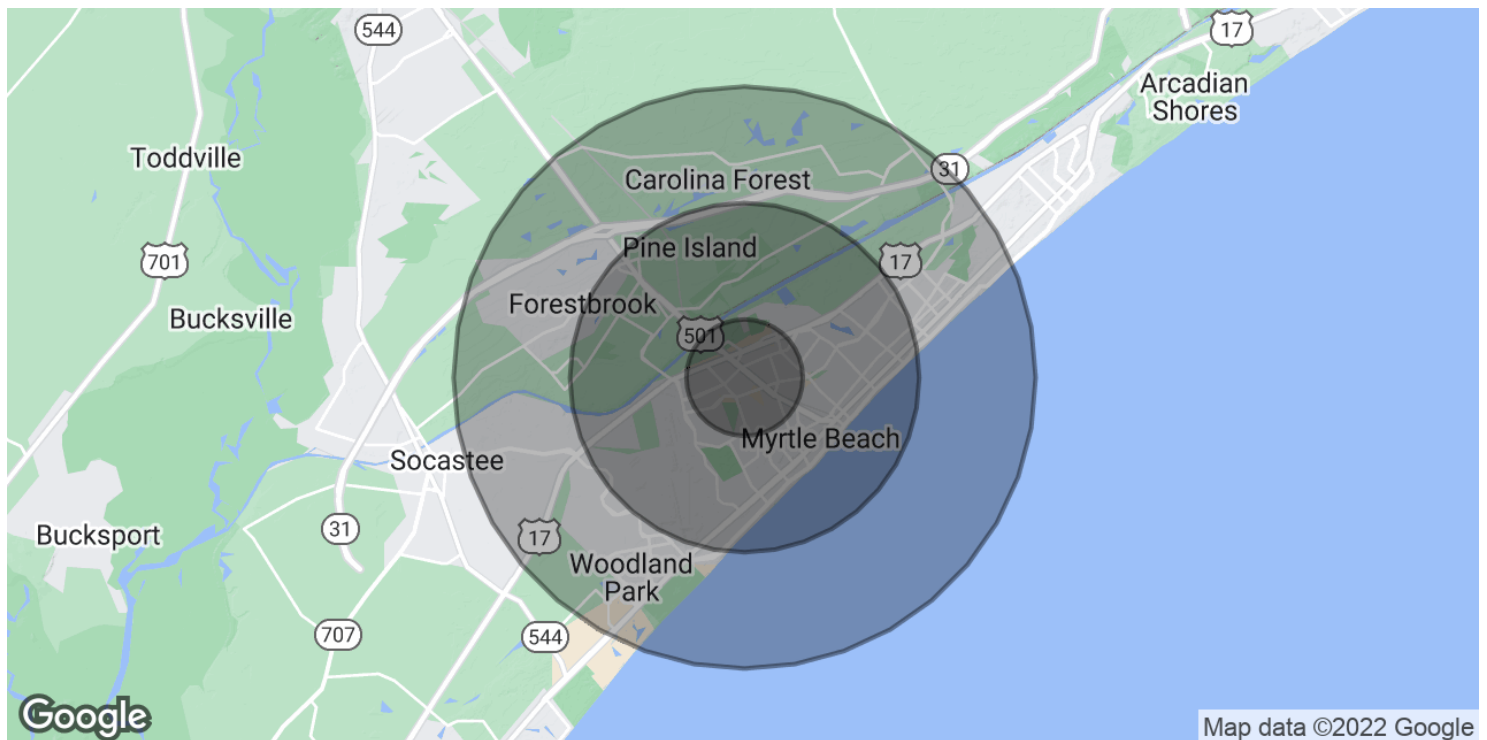 544
17
Arcadian
Shores
Toddville
Carolina Forest
31
701
Pine Island
17
Forestbrook
Bucksville
501
Myrtle Beach
Socastee
Bucksport
31
17
Woodland
Park
707
544
Google
Map data ©2022 Google